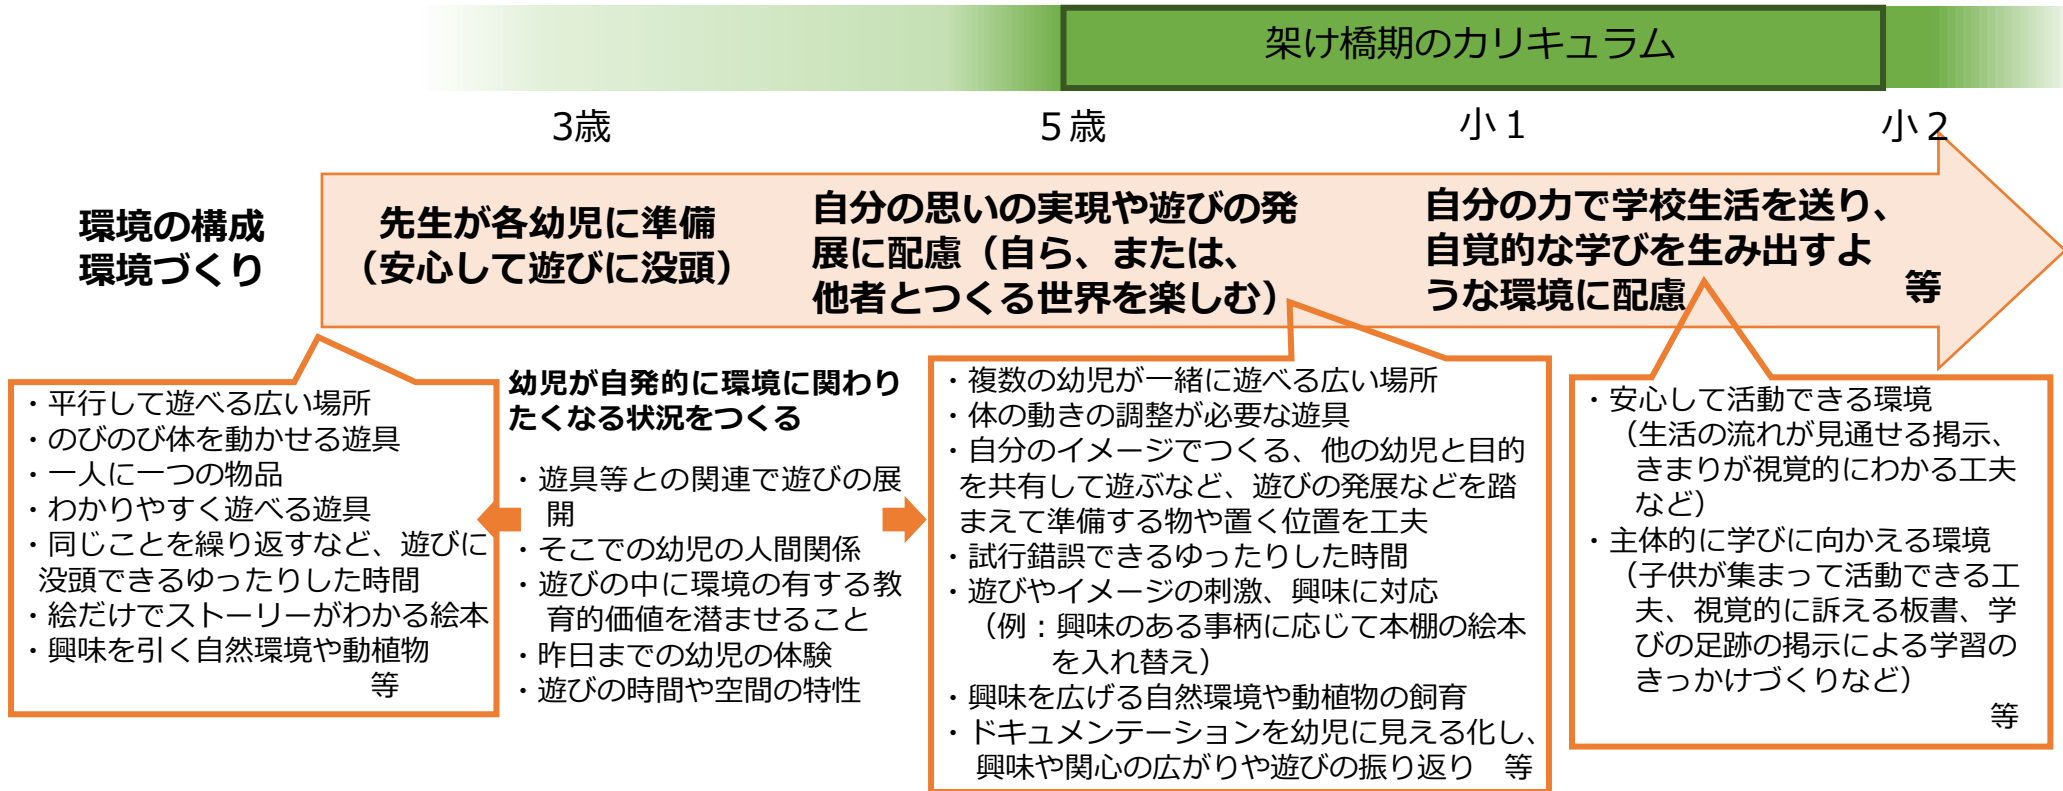 架け橋期のカリキュラム
3歳
５歳
小１
小２
環境の構成
環境づくり
先生が各幼児に準備
（安心して遊びに没頭）
自分の思いの実現や遊びの発
展に配慮（自ら、または、
他者とつくる世界を楽しむ）
自分の力で学校生活を送り、
自覚的な学びを生み出すよ
うな環境に配慮
等
・平行して遊べる広い場所
・のびのび体を動かせる遊具
・一人に一つの物品
・わかりやすく遊べる遊具
・同じことを繰り返すなど、遊びに
没頭できるゆったりした時間
・絵だけでストーリーがわかる絵本
・興味を引く自然環境や動植物
等
幼児が自発的に環境に関わり
たくなる状況をつくる
・遊具等との関連で遊びの展
開
・そこでの幼児の人間関係
・遊びの中に環境の有する教
育的価値を潜ませること
・昨日までの幼児の体験
・遊びの時間や空間の特性
・複数の幼児が一緒に遊べる広い場所
・体の動きの調整が必要な遊具
・自分のイメージでつくる、他の幼児と目的
を共有して遊ぶなど、遊びの発展などを踏
まえて準備する物や置く位置を工夫
・試行錯誤できるゆったりした時間
・遊びやイメージの刺激、興味に対応
（例：興味のある事柄に応じて本棚の絵本
を入れ替え）
・興味を広げる自然環境や動植物の飼育
・ドキュメンテーションを幼児に見える化し、
興味や関心の広がりや遊びの振り返り　等
・安心して活動できる環境
（生活の流れが見通せる掲示、
きまりが視覚的にわかる工夫
など）
・主体的に学びに向かえる環境
（子供が集まって活動できる工
夫、視覚的に訴える板書、学
びの足跡の掲示による学習の
きっかけづくりなど）
等